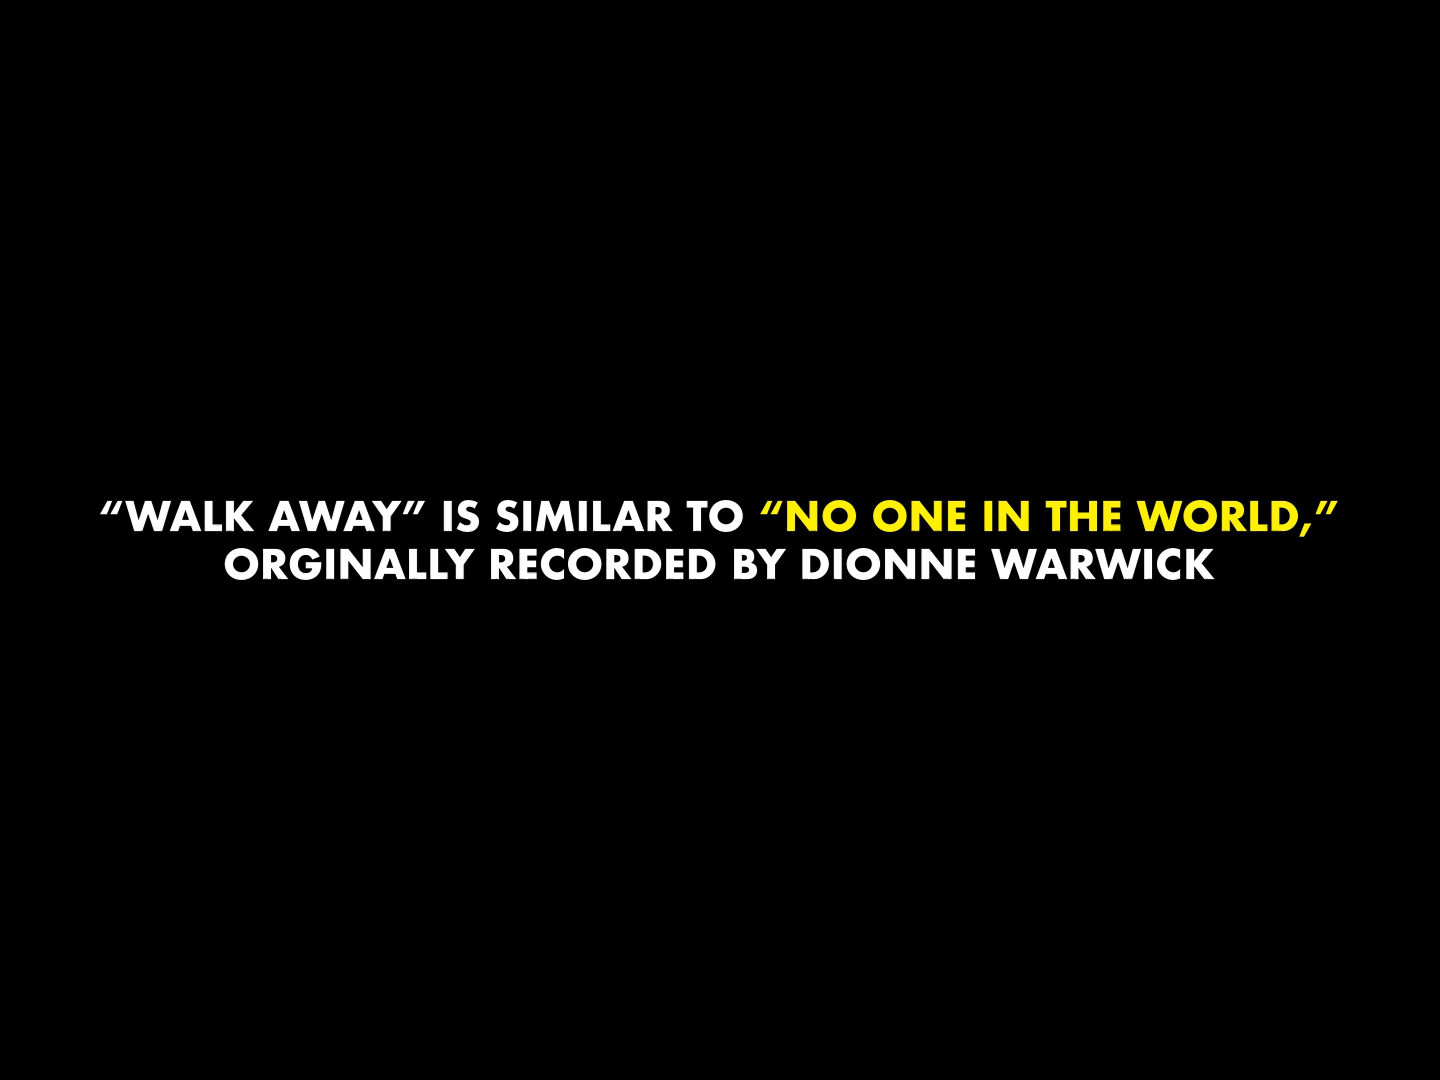 “WALK AWAY” IS SIMILAR TO “NO ONE IN THE WORLD,”
ORGINALLY RECORDED BY DIONNE WARWICK